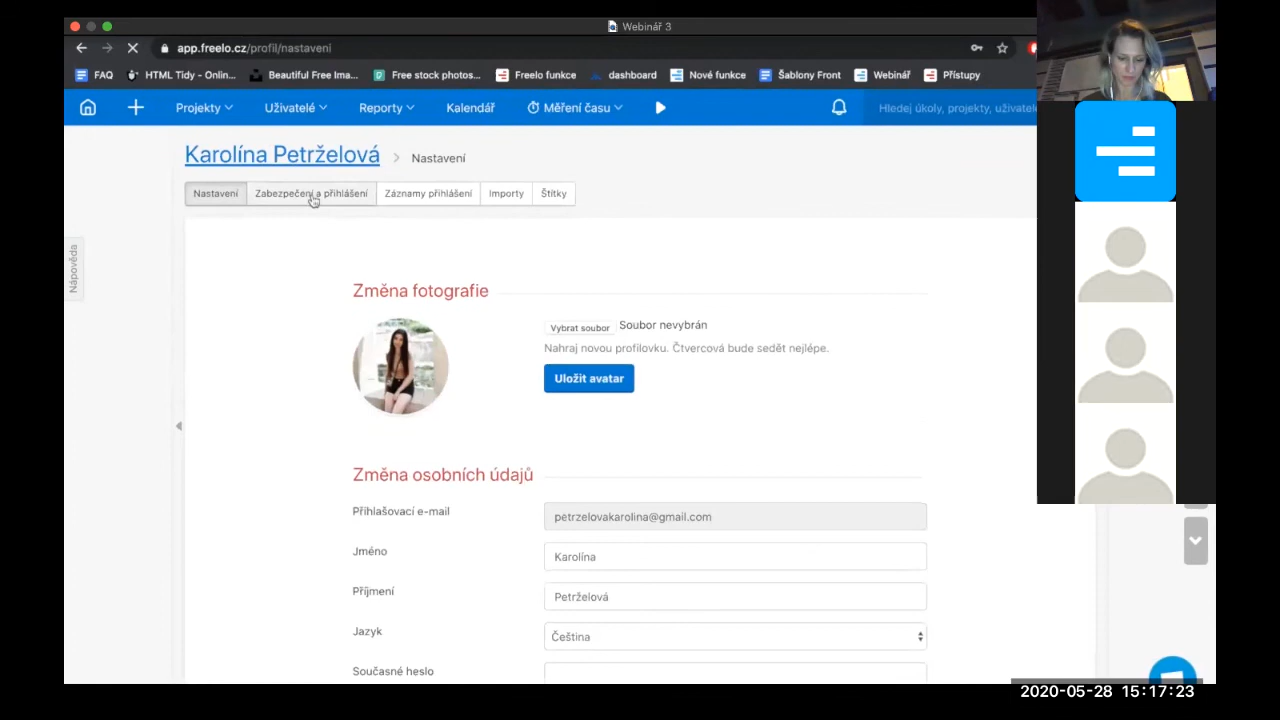 Webinář 3
app.freelo.cz/profil/nastaveni
FAQ
HTML Tidy - Onlin...
Beautiful Free Ima...
Free stock photos...
Freelo funkce
dashboard
Nové funkce
Šablony Front
Webinář
Přístupy
Projekty
Uživatelé
Reporty
Kalendář
Měření času
Hledej úkoly, projekty, uživatele
Karolína Petrželová > Nastavení
Nastavení
Zabezpečení a přihlášení
Záznamy přihlášení
Importy
Štítky
Nápověda
Změna fotografie
Vybrat soubor Soubor nevybrán
Nahraj novou profilovku. Čtvercová bude sedět nejlépe.
Uložit avatar
Změna osobních údajů
Přihlašovací e-mail
petrzelovakarolina@gmail.com
Jméno
Karolína
Příjmení
Petrželová
Jazyk
Čeština
Současné heslo
2020-05-28 15:17:23